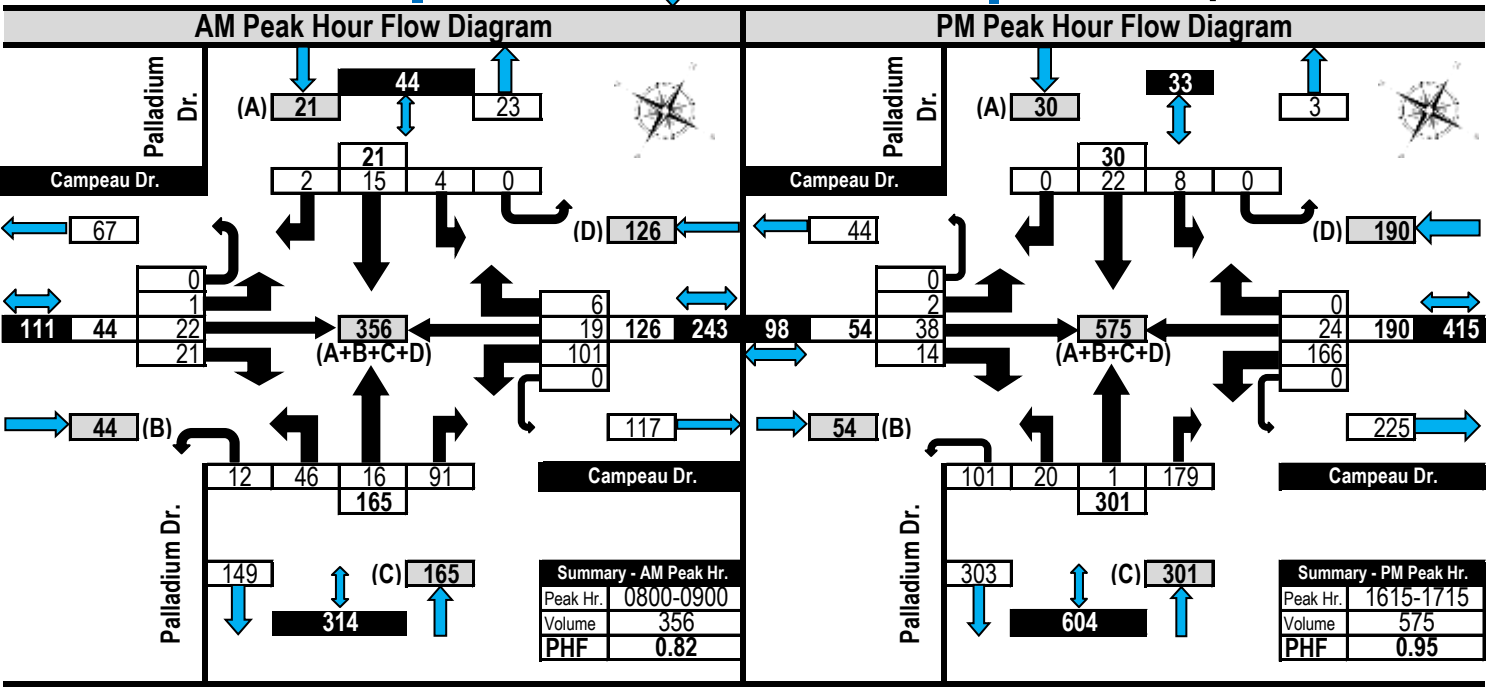 AM Peak Hour Flow Diagram
Palladium
Dr.
44
(A) 21
23
21
2 15 4 0
Campeau Dr.
67
(D) 126
0
1
6
111 44 22
356
19 126 243
21
(A+B+C+D)
101
0
44 (B)
117
12 46 16 91
Campeau Dr.
165
Palladium Dr.
149
(C) 165
314
Summary - AM Peak Hr.
Peak Hr. 0800-0900
Volume 356
PHF 0.82
PM Peak Hour Flow Diagram
Palladium
Dr.
33
(A) 30
3
30
0 22 8 0
Campeau Dr.
44
(D) 190
0
2
0
98 54 38
575
24 190 415
14
(A+B+C+D)
166
0
54 (B)
225
101 20 1 179
Campeau Dr.
301
Palladium Dr.
303
(C) 301
604
Summary - PM Peak Hr.
Peak Hr. 1615-1715
Volume 575
PHF 0.95